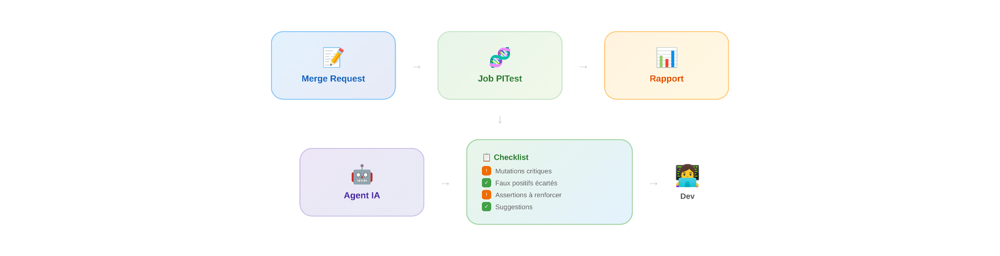 Merge Request
→
Job PITest
→
Rapport
↓
Agent IA
→
Checklist
! Mutations critiques
✓ Faux positifs écartés
! Assertions à renforcer
✓ Suggestions
→
Dev